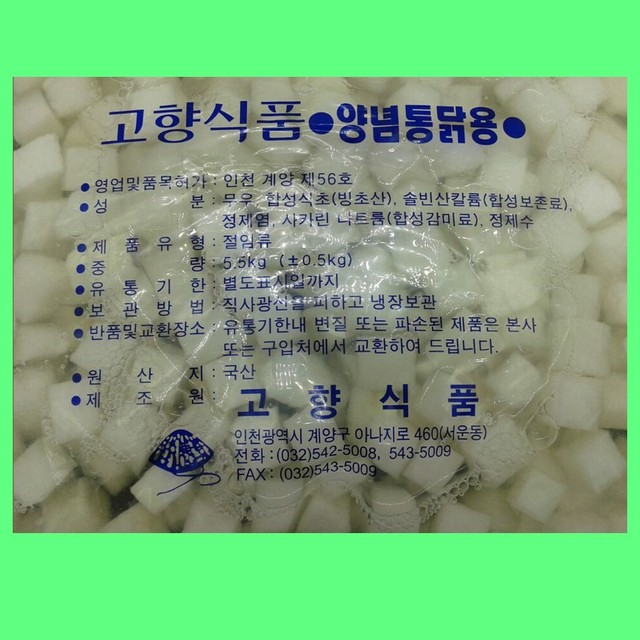 고향식품●양념통닭용●
● 영업및품목허가 : 인천 계양 제56호
● 성 분 : 무우, 합성식초(빙초산), 솔빈산칼륨(합성보존료),
정제염, 사카린 나트륨(합성감미료), 정제수
● 제 품 유 형 : 절임류
● 중 량 : 5.5kg (±0.5kg)
● 유 통 기 한 : 별도표시일까지
● 보 관 방 법 : 직사광선을 피하고 냉장보관
● 반품및교환장소 : 유통기한내 변질 또는 파손된 제품은 본사
또는 구입처에서 교환하여 드립니다.
● 원 산 지 : 국산
● 제 조 원 : 고 향 식 품
인천광역시 계양구 아나지로 460(서운동)
전화 : (032)542-5008, 543-5009
FAX : (032)543-5009